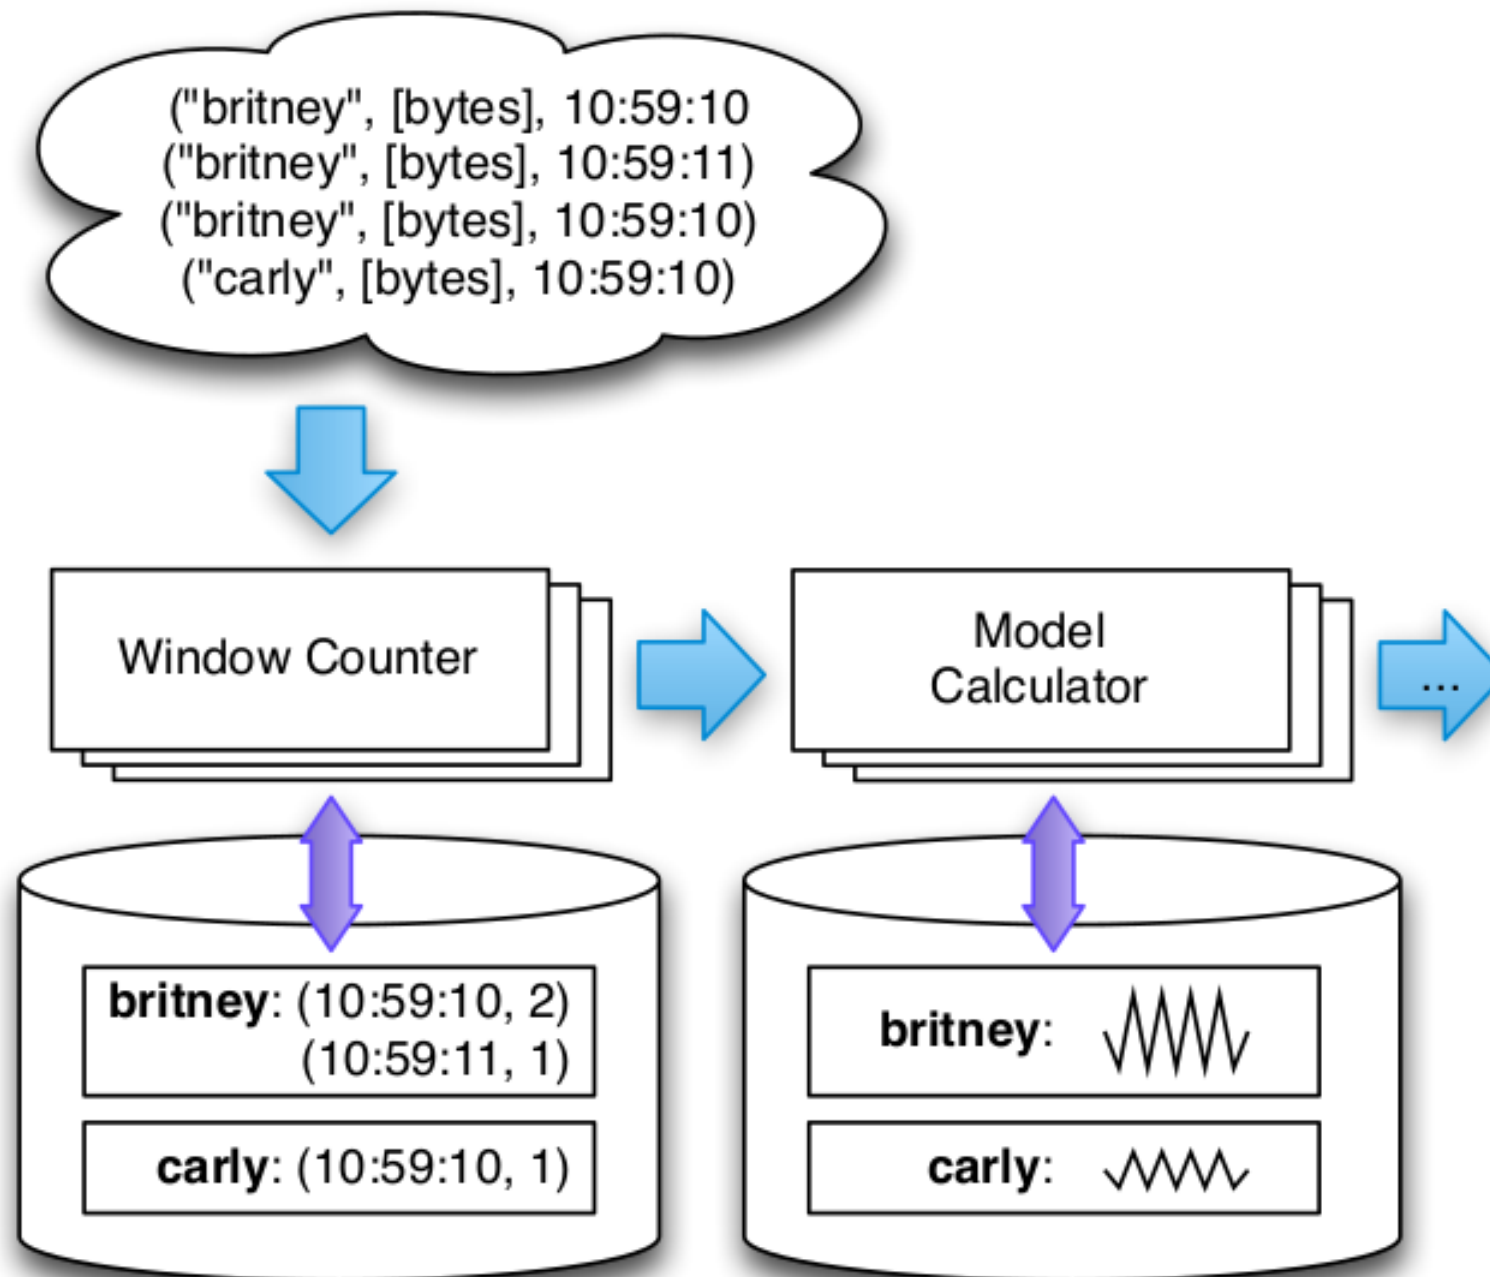 ("britney", [bytes], 10:59:10
("britney", [bytes], 10:59:11)
("britney", [bytes], 10:59:10)
("carly", [bytes], 10:59:10)
Window Counter
Model
Calculator
...
britney: (10:59:10, 2)
(10:59:11, 1)
carly: (10:59:10, 1)
britney:
carly: